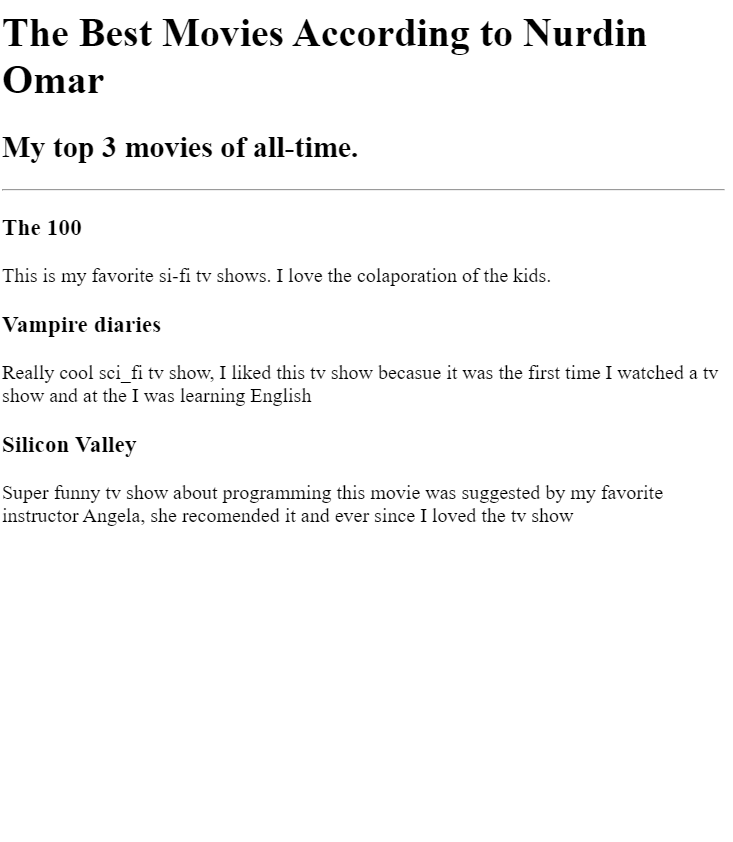 The Best Movies According to Nurdin
Omar
My top 3 movies of all-time.
The 100
This is my favorite si-fi tv shows. I love the colaporation of the kids.
Vampire diaries
Really cool sci_fi tv show, I liked this tv show becasue it was the first time I watched a tv
show and at the I was learning English
Silicon Valley
Super funny tv show about programming this movie was suggested by my favorite
instructor Angela, she recomended it and ever since I loved the tv show